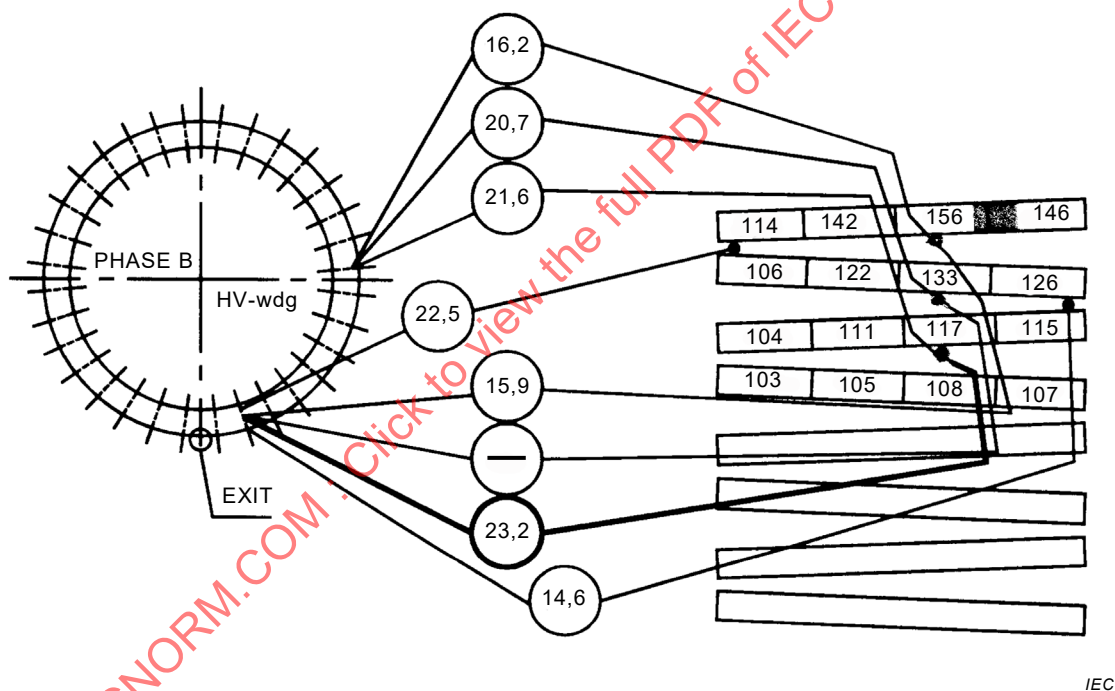 16,2
20,7
21,6
PHASE B
HV-wdg
22,5
15,9
—
23,2
14,6
EXIT
114 142 156 146
106 122 133 126
104 111 117 115
103 105 108 107
SNORM.COM : Click to view the full PDF of IEC
IEC